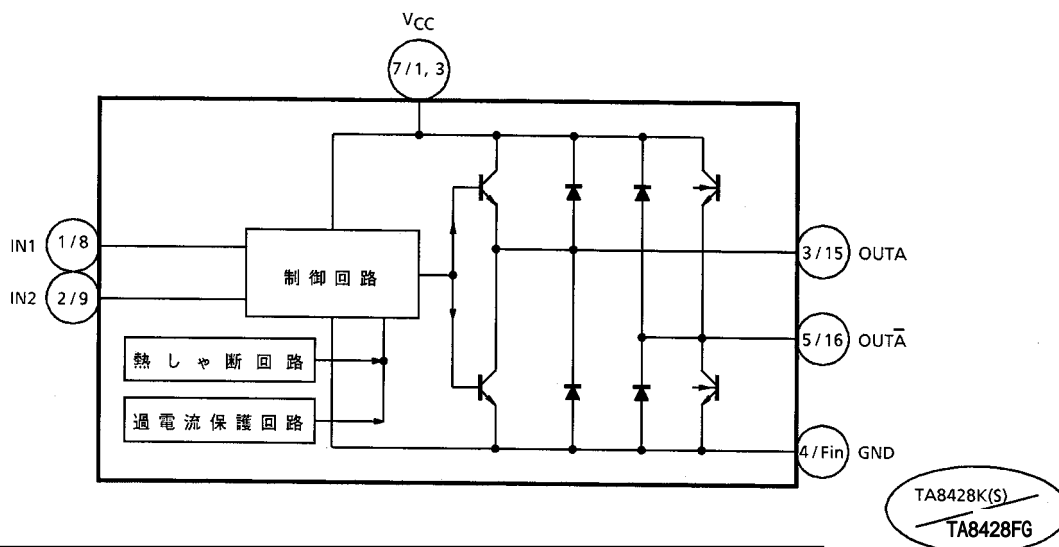 VCC
7/1, 3
IN1
1/8
IN2
2/9
制御回路
熱しゃ断回路
過電流保護回路
3/15
OUTA
5/16
OUTA̅
4/Fin
GND
TA8428K(S)
TA8428FG